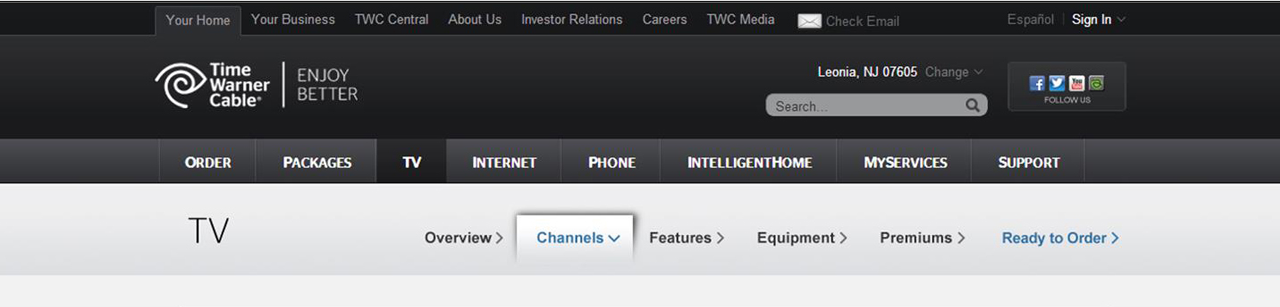 Your Home Your Business TWC Central About Us Investor Relations Careers TWC Media Check Email Español Sign In
Time Warner Cable® ENJOY BETTER
Leonia, NJ 07605 Change
Search...
FOLLOW US
ORDER PACKAGES TV INTERNET PHONE INTELLIGENTHOME MYSERVICES SUPPORT
TV Overview Channels Features Equipment Premiums Ready to Order